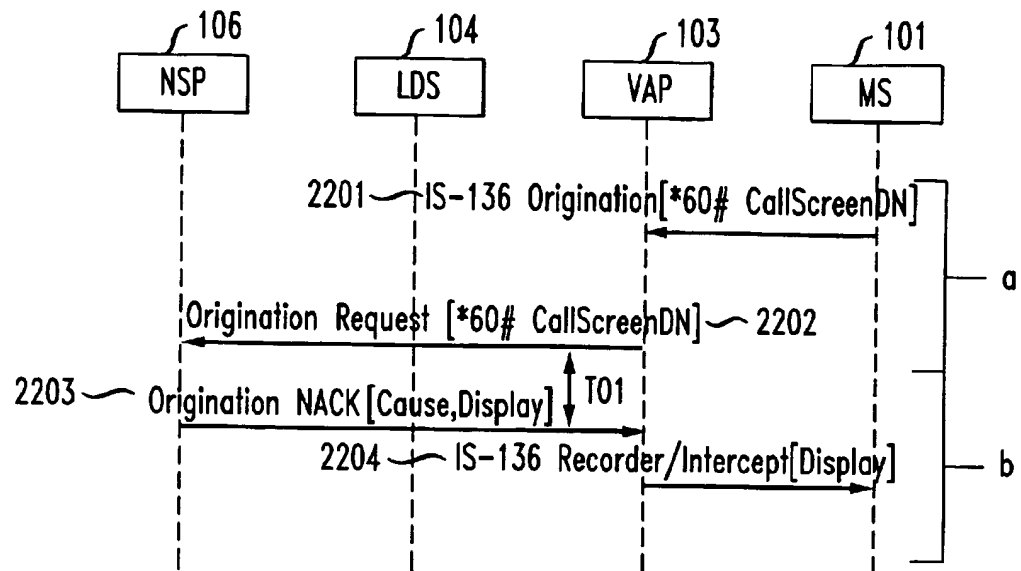 106 104 103 101
NSP LDS VAP MS
2201 IS-136 Origination[*60# CallScreenDN]
a
Origination Request [*60# CallScreenDN] 2202
T01
2203 Origination NACK[Cause,Display]
2204 IS-136 Recorder/Intercept[Display]
b